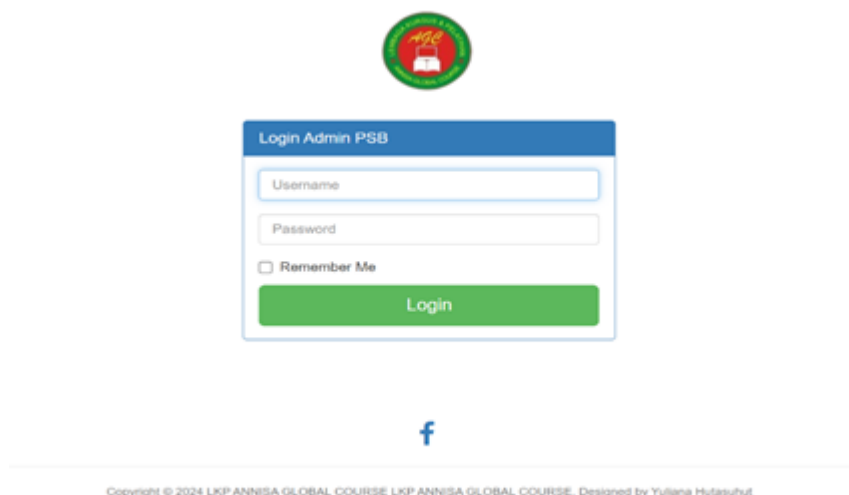 AGC
Login Admin PSB
Username
Password
Remember Me
Login
Copyright © 2024 LKP ANNISA GLOBAL COURSE LKP ANNISA GLOBAL COURSE. Designed by Yuliana Hutasuhut